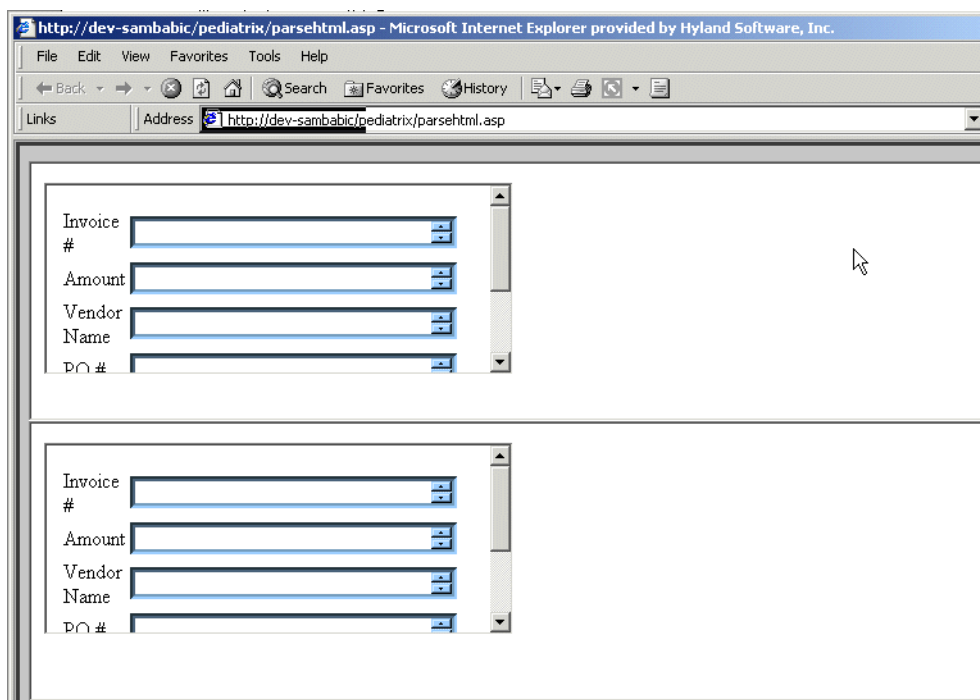 http://dev-sambabic/pediatrix/parsehtml.asp - Microsoft Internet Explorer provided by Hyland Software, Inc.
File Edit View Favorites Tools Help
Back Search Favorites History
Links Address http://dev-sambabic/pediatrix/parsehtml.asp
Invoice
#
Amount
Vendor
Name
PO #
Invoice
#
Amount
Vendor
Name
PO #